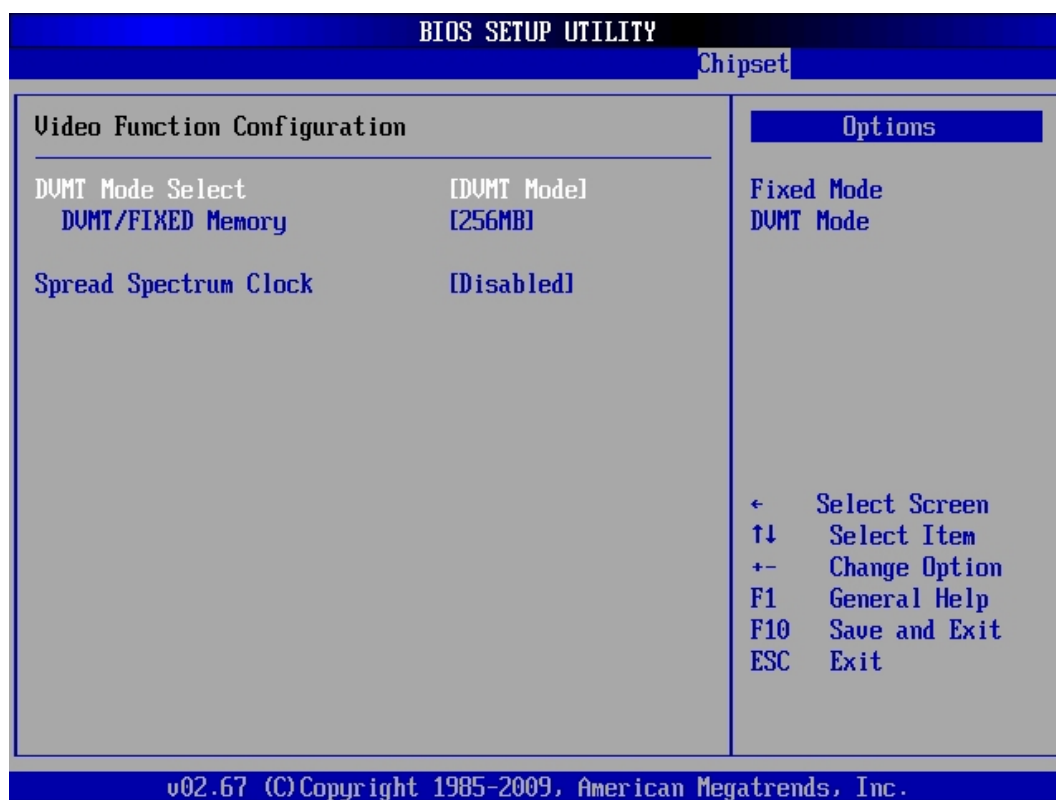 BIOS SETUP UTILITY
Chipset
Video Function Configuration
DVMT Mode Select [DVMT Mode]
DVMT/FIXED Memory [256MB]
Spread Spectrum Clock [Disabled]
Options
Fixed Mode
DVMT Mode
← Select Screen
↑↓ Select Item
+- Change Option
F1 General Help
F10 Save and Exit
ESC Exit
v02.67 (C)Copyright 1985-2009, American Megatrends, Inc.